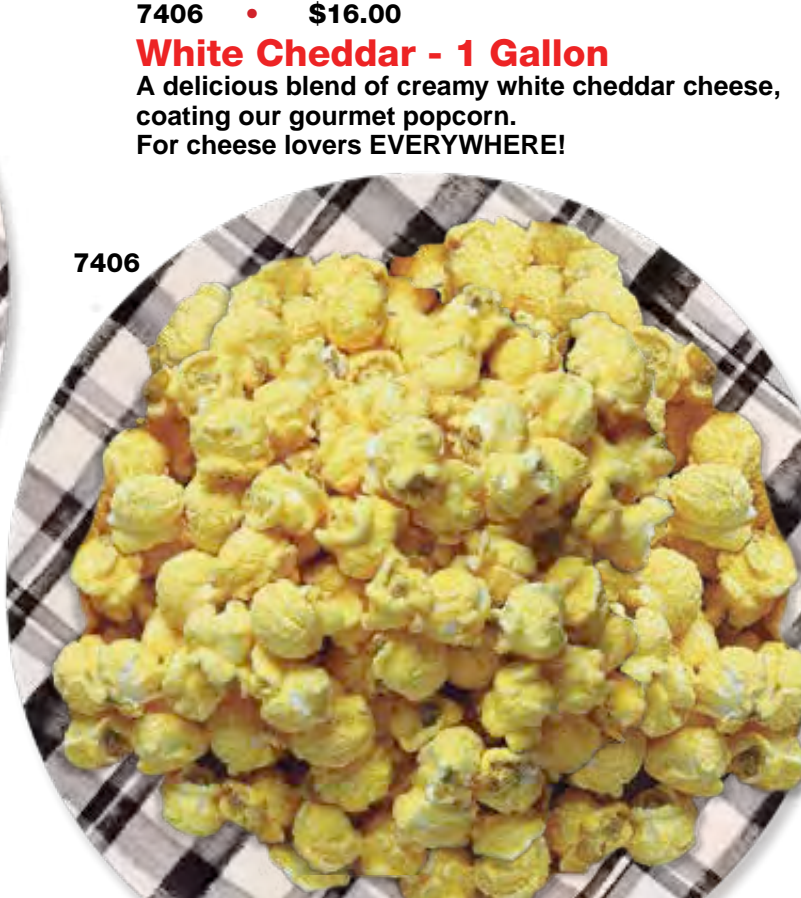 7406 • $16.00
White Cheddar - 1 Gallon
A delicious blend of creamy white cheddar cheese,
coating our gourmet popcorn.
For cheese lovers EVERYWHERE!
7406